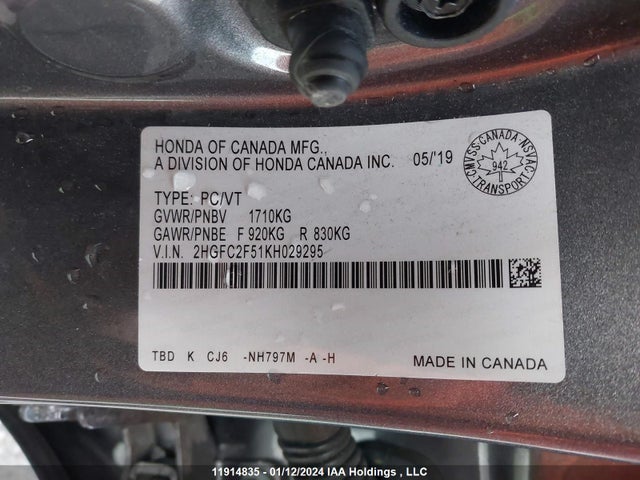 HONDA OF CANADA MFG.,
A DIVISION OF HONDA CANADA INC. 05/'19
CMVSS CANADA NSVAC
942
TRANSPORT
TYPE: PC/VT
GVWR/PNBV 1710KG
GAWR/PNBE F 920KG R 830KG
V.I.N. 2HGFC2F51KH029295
TBD K CJ6 -NH797M -A -H
MADE IN CANADA
11914835 - 01/12/2024 IAA Holdings , LLC